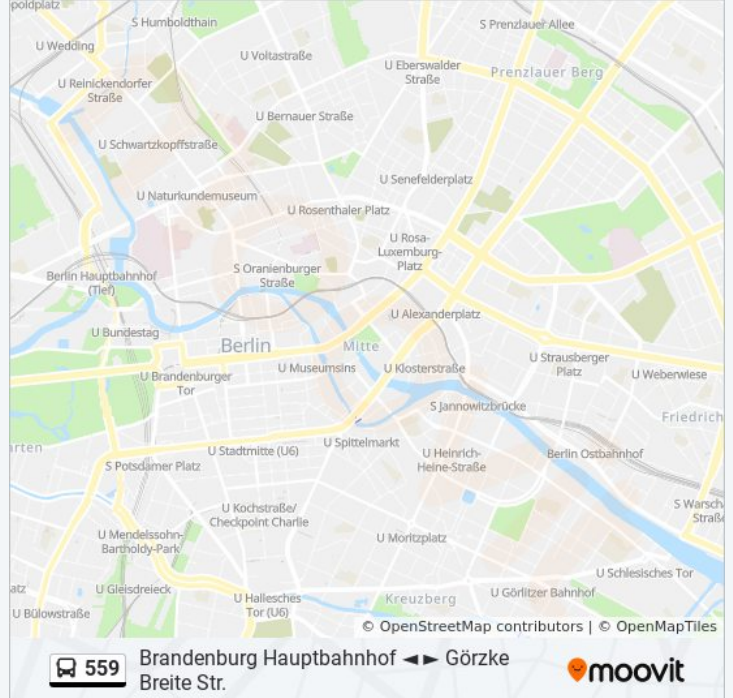 poldplatz
S Humboldthain
S Prenzlauer Allee
U Wedding
U Voltastraße
U Eberswalder
Straße
Prenzlauer Berg
U Reinickendorfer
Straße
U Bernauer Straße
U Schwartzkopffstraße
U Senefelderplatz
U Naturkundemuseum
U Rosenthaler Platz
U Rosa-
Luxemburg-
Platz
Berlin Hauptbahnhof
(Tief)
S Oranienburger
Straße
U Alexanderplatz
U Bundestag
Berlin
Mitte
U Museumsins
U Klosterstraße
U Strausberger
Platz
U Weberwiese
U Brandenburger
Tor
S Jannowitzbrücke
Friedrich
rten
U Stadtmitte (U6)
U Spittelmarkt
U Heinrich-
Heine-Straße
Berlin Ostbahnhof
S Potsdamer Platz
S Warsch
Straße
U Kochstraße/
Checkpoint Charlie
U Mendelssohn-
Bartholdy-Park
U Moritzplatz
U Schlesisches Tor
atz
U Gleisdreieck
U Hallesches
Tor (U6)
Kreuzberg
U Görlitzer Bahnhof
U Bülowstraße
© OpenStreetMap contributors | © OpenMapTiles
559
Brandenburg Hauptbahnhof ◄► Görzke
Breite Str.
moovit